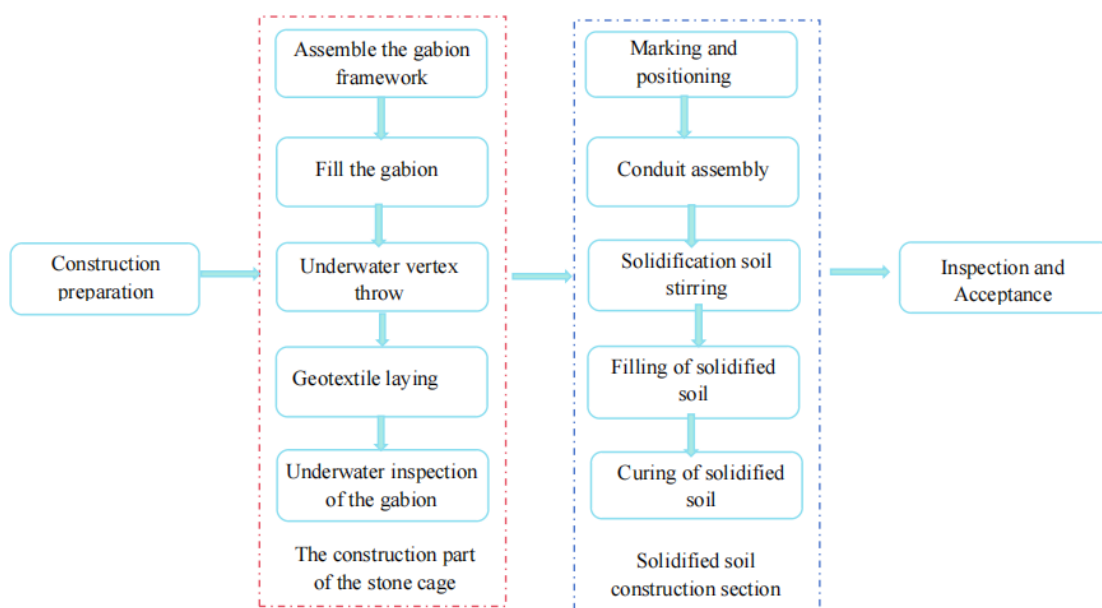 Construction
preparation
Assemble the gabion
framework
Fill the gabion
Underwater vertex
throw
Geotextile laying
Underwater inspection
of the gabion
The construction part
of the stone cage
Marking and
positioning
Conduit assembly
Solidification soil
stirring
Filling of solidified
soil
Curing of solidified
soil
Solidified soil
construction section
Inspection and
Acceptance